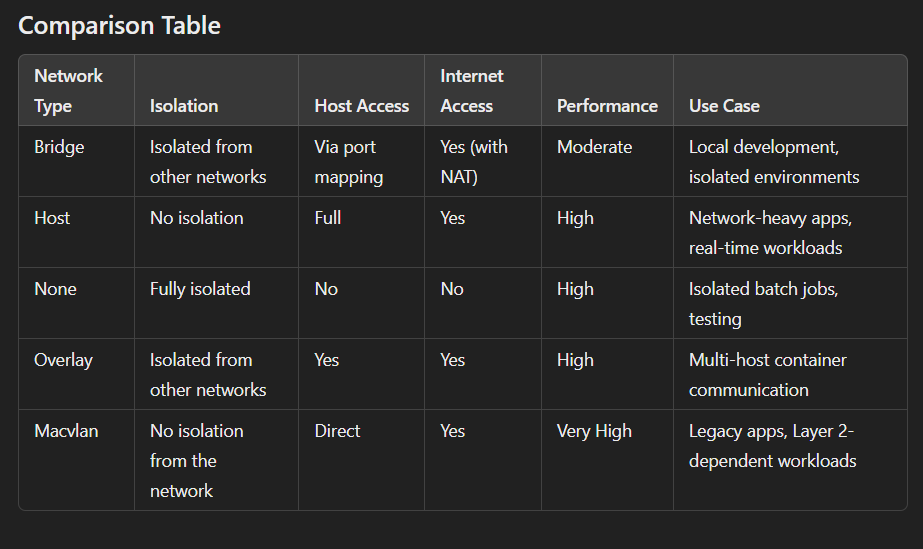 Comparison Table
Network Type | Isolation | Host Access | Internet Access | Performance | Use Case
Bridge | Isolated from other networks | Via port mapping | Yes (with NAT) | Moderate | Local development, isolated environments
Host | No isolation | Full | Yes | High | Network-heavy apps, real-time workloads
None | Fully isolated | No | No | High | Isolated batch jobs, testing
Overlay | Isolated from other networks | Yes | Yes | High | Multi-host container communication
Macvlan | No isolation from the network | Direct | Yes | Very High | Legacy apps, Layer 2-dependent workloads